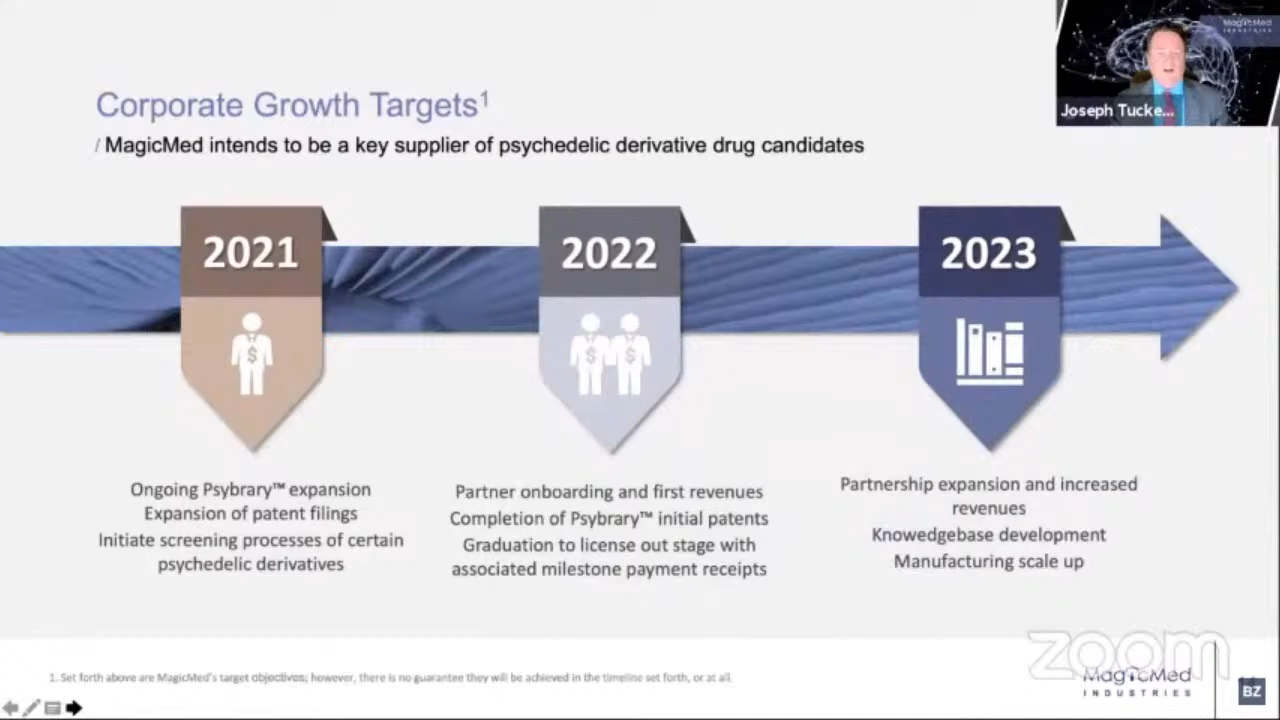 MagicMed
INDUSTRIES
Joseph Tucke...
Corporate Growth Targets¹
/ MagicMed intends to be a key supplier of psychedelic derivative drug candidates
2021
2022
2023
$
$ $
Ongoing Psybrary™ expansion
Expansion of patent filings
Initiate screening processes of certain
psychedelic derivatives
Partner onboarding and first revenues
Completion of Psybrary™ initial patents
Graduation to license out stage with
associated milestone payment receipts
Partnership expansion and increased
revenues
Knowedgebase development
Manufacturing scale up
zoom
1. Set forth above are MagicMed's target objectives; however, there is no guarantee they will be achieved in the timeline set forth, or at all.
MagicMed
INDUSTRIES
BZ